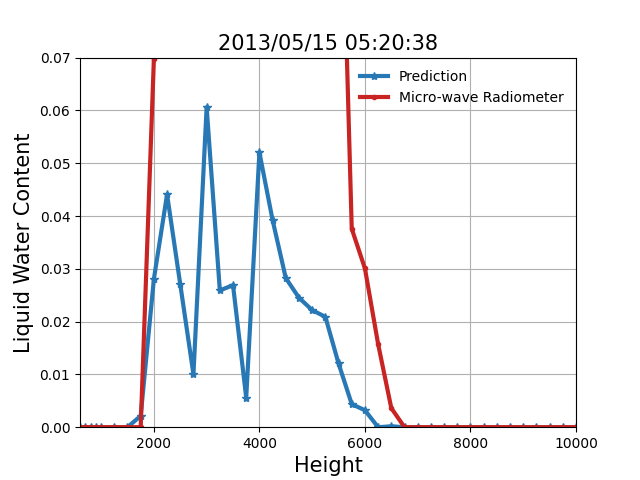 2013/05/15 05:20:38
0.07
0.06
0.05
0.04
0.03
0.02
0.01
0.00
Liquid Water Content
Prediction
Micro-wave Radiometer
2000 4000 6000 8000 10000
Height